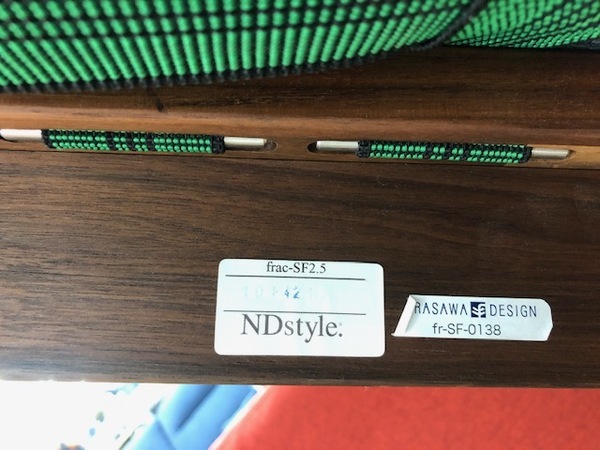 frac-SF2.5
NDstyle.
RASAWA DESIGN
fr-SF-0138